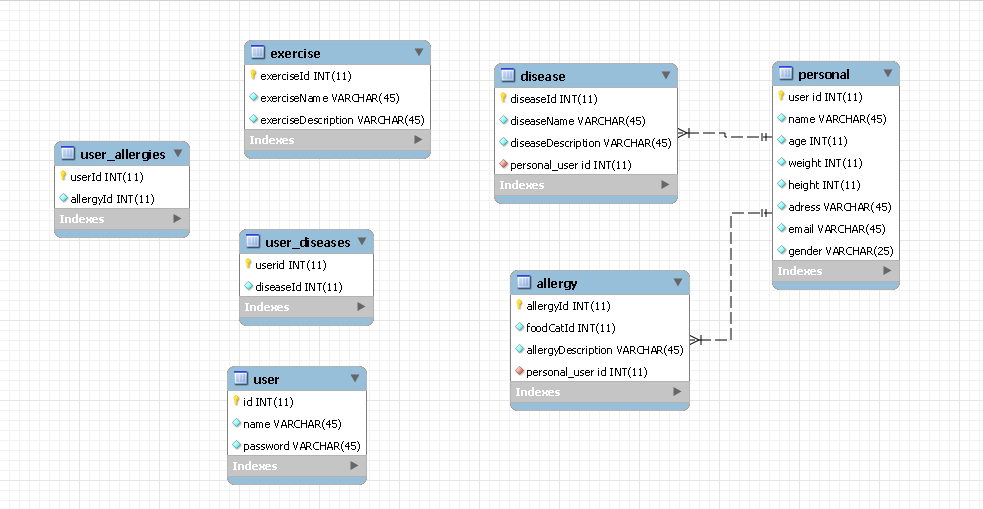 exercise
exerciseId INT(11)
exerciseName VARCHAR(45)
exerciseDescription VARCHAR(45)
Indexes
disease
diseaseId INT(11)
diseaseName VARCHAR(45)
diseaseDescription VARCHAR(45)
personal_user id INT(11)
Indexes
personal
user id INT(11)
name VARCHAR(45)
age INT(11)
weight INT(11)
height INT(11)
adress VARCHAR(45)
email VARCHAR(45)
gender VARCHAR(25)
Indexes
user_allergies
userId INT(11)
allergyId INT(11)
Indexes
user_diseases
userid INT(11)
diseaseId INT(11)
Indexes
allergy
allergyId INT(11)
foodCatId INT(11)
allergyDescription VARCHAR(45)
personal_user id INT(11)
Indexes
user
id INT(11)
name VARCHAR(45)
password VARCHAR(45)
Indexes